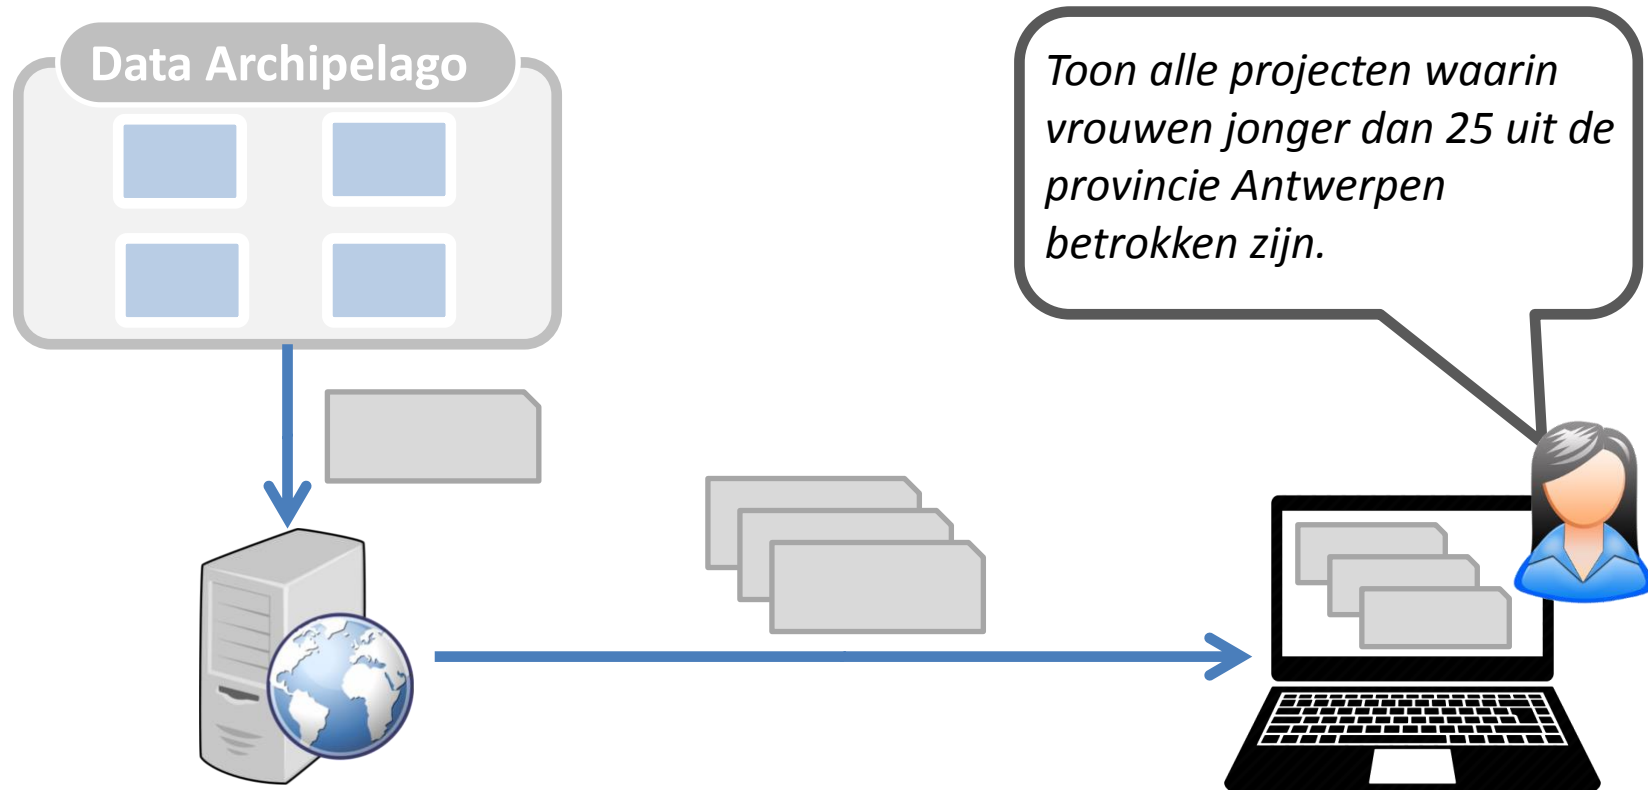 Data Archipelago
Toon alle projecten waarin
vrouwen jonger dan 25 uit de
provincie Antwerpen
betrokken zijn.